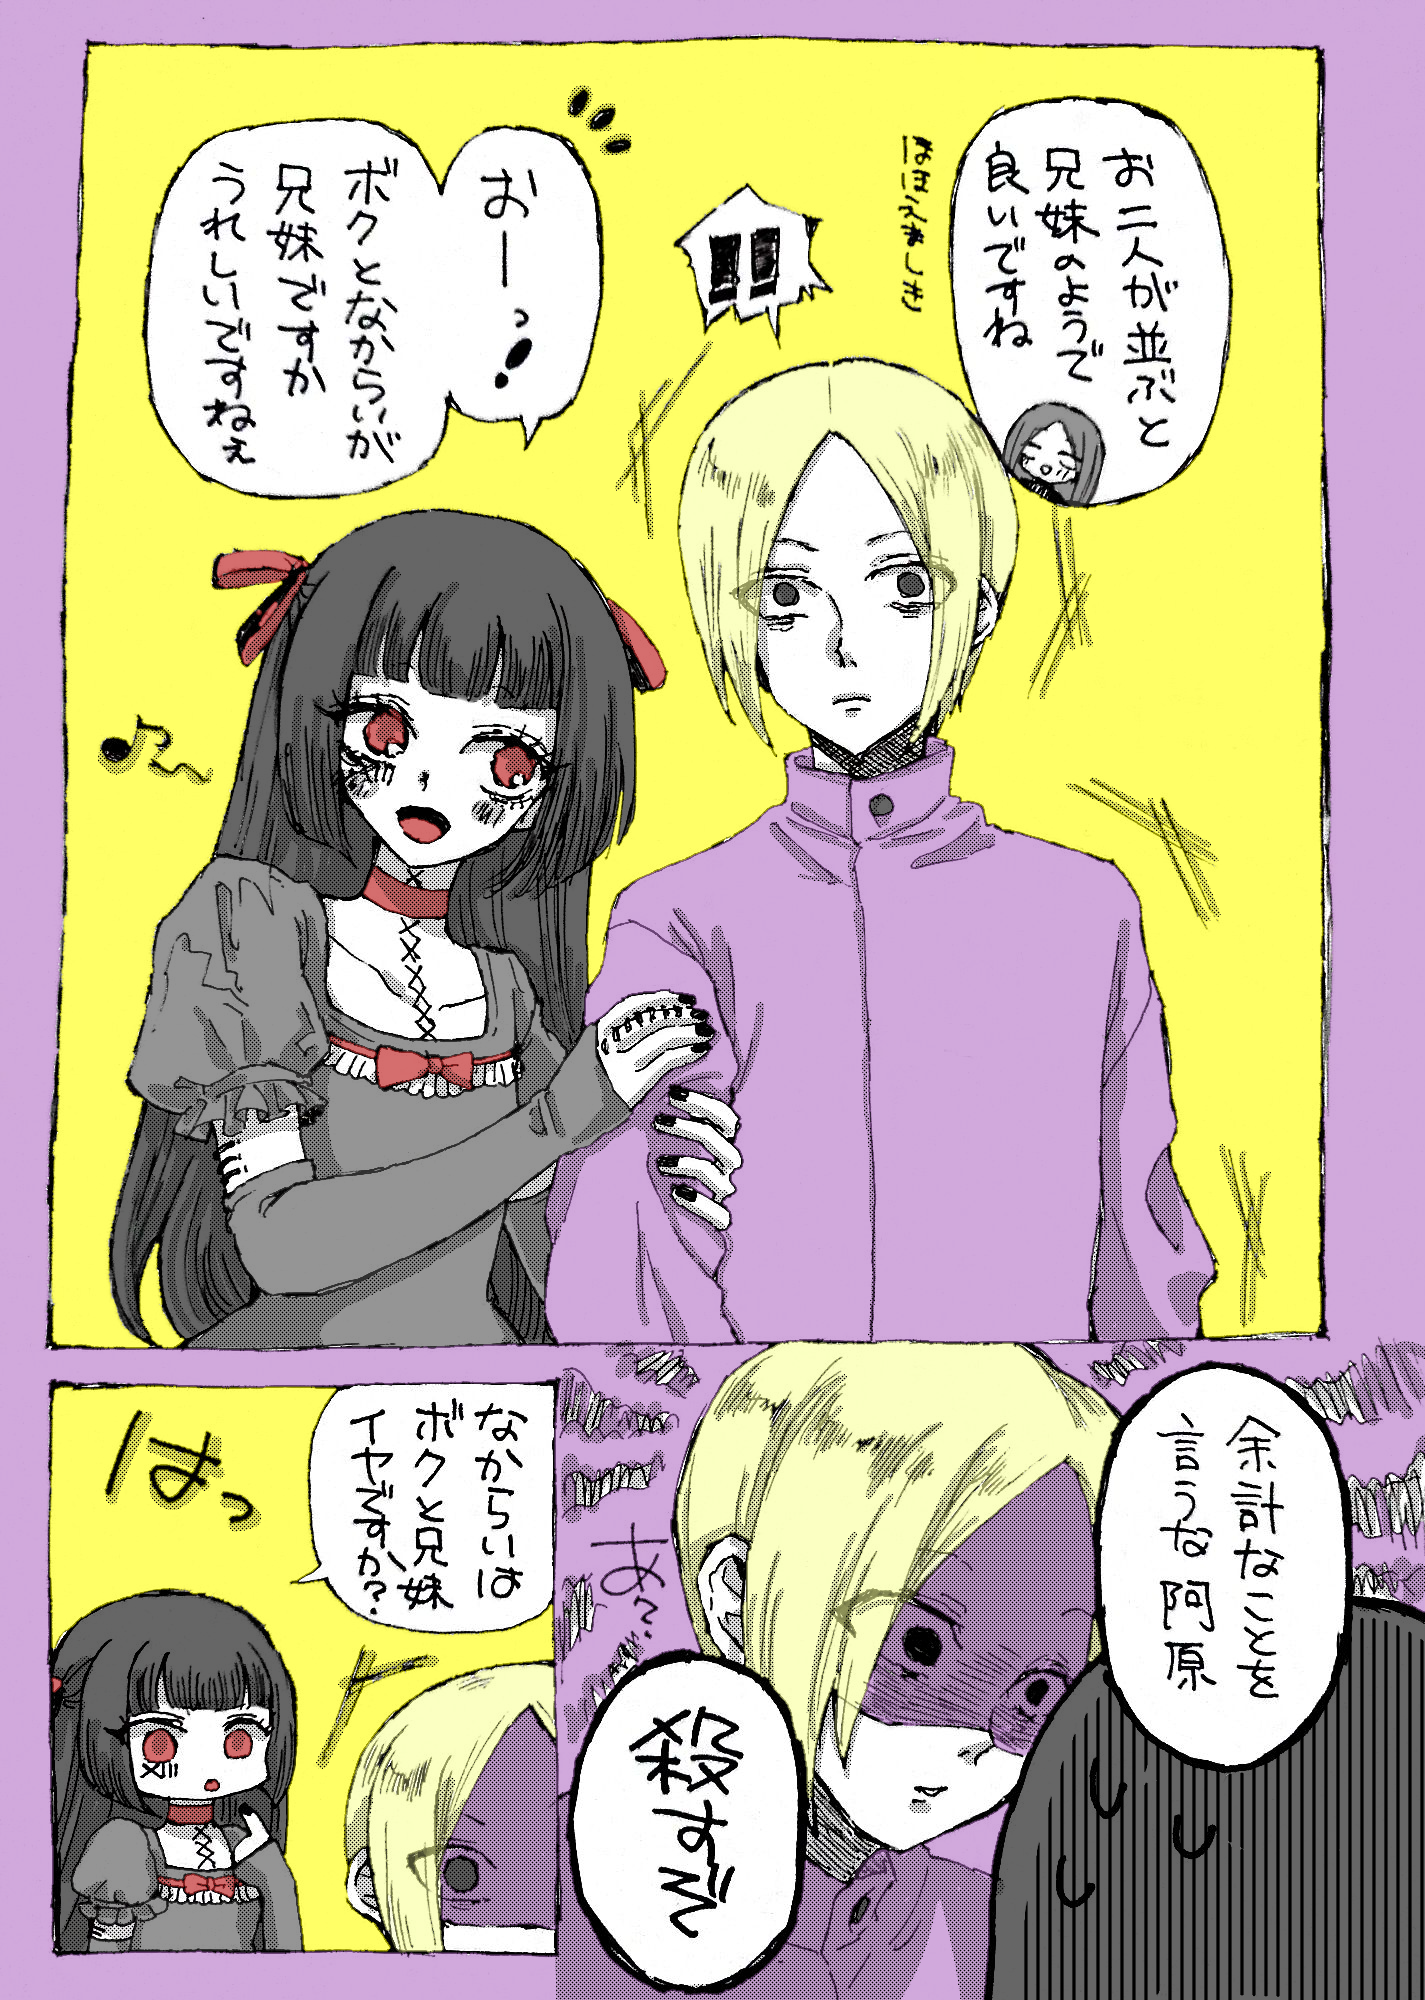 お二人が並ぶと
兄妹のようで
良いですね
ほほえましき
!!
おーっ
ボクとなからいが
兄妹ですか
うれしいですねぇ
余計なことを
言うな阿原
あ?
殺すぞ
なからいは
ボクと兄妹
イヤですか?
はっ